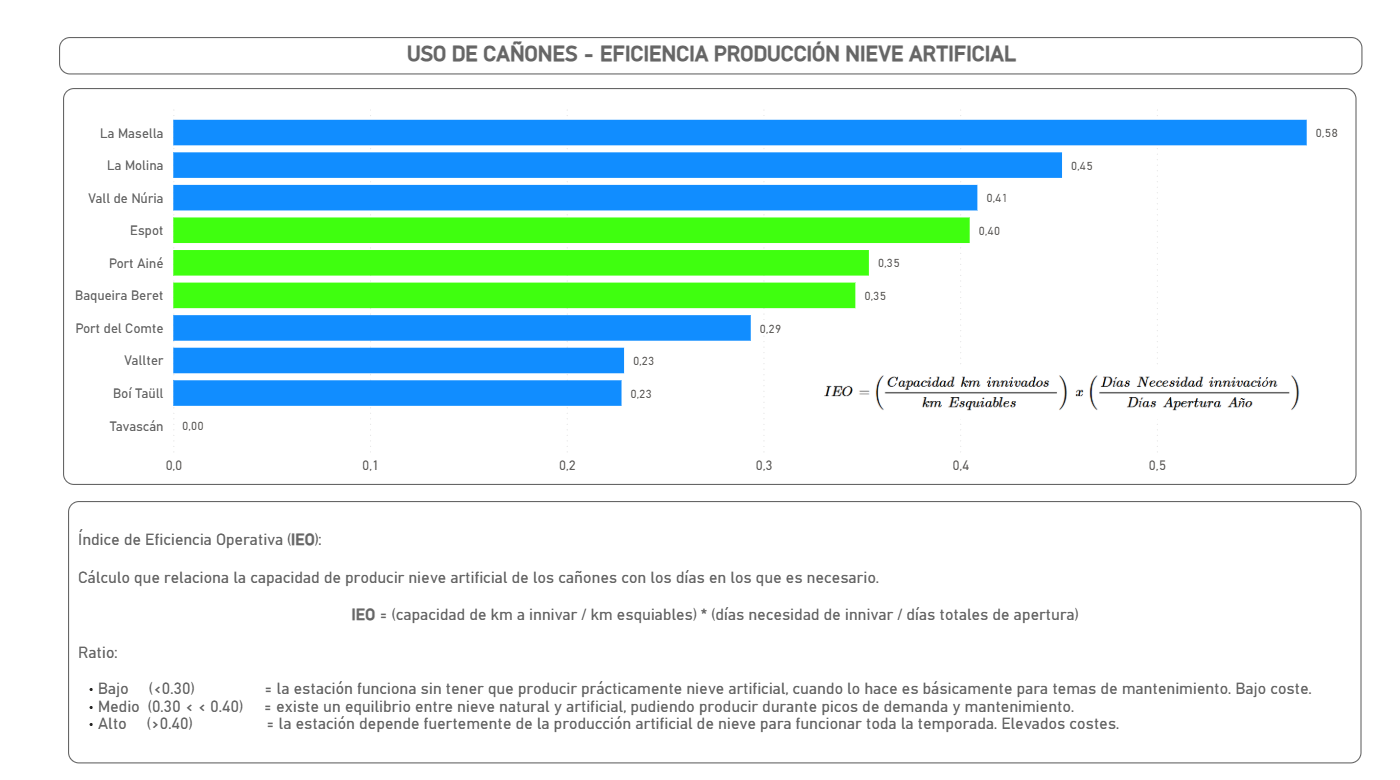 USO DE CAÑONES - EFICIENCIA PRODUCCIÓN NIEVE ARTIFICIAL
La Masella 0,58
La Molina 0,45
Vall de Núria 0,41
Espot 0,40
Port Ainé 0,35
Baqueira Beret 0,35
Port del Comte 0,29
Vallter 0,23
Boí Taüll 0,23
Tavascán 0,00
IEO = (Capacidad km innivados / km Esquiables) x (Días Necesidad innivación / Días Apertura Año)
0,0 0,1 0,2 0,3 0,4 0,5
Índice de Eficiencia Operativa (IEO):
Cálculo que relaciona la capacidad de producir nieve artificial de los cañones con los días en los que es necesario.
IEO = (capacidad de km a innivar / km esquiables) * (días necesidad de innivar / días totales de apertura)
Ratio:
• Bajo (<0.30) = la estación funciona sin tener que producir prácticamente nieve artificial, cuando lo hace es básicamente para temas de mantenimiento. Bajo coste.
• Medio (0.30 < < 0.40) = existe un equilibrio entre nieve natural y artificial, pudiendo producir durante picos de demanda y mantenimiento.
• Alto (>0.40) = la estación depende fuertemente de la producción artificial de nieve para funcionar toda la temporada. Elevados costes.